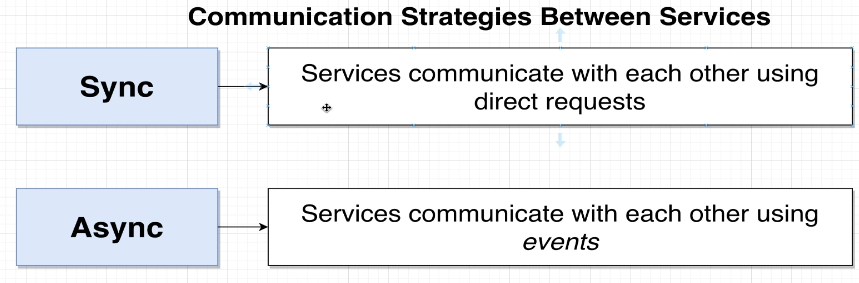 Communication Strategies Between Services
Sync
Services communicate with each other using
direct requests
Async
Services communicate with each other using
events